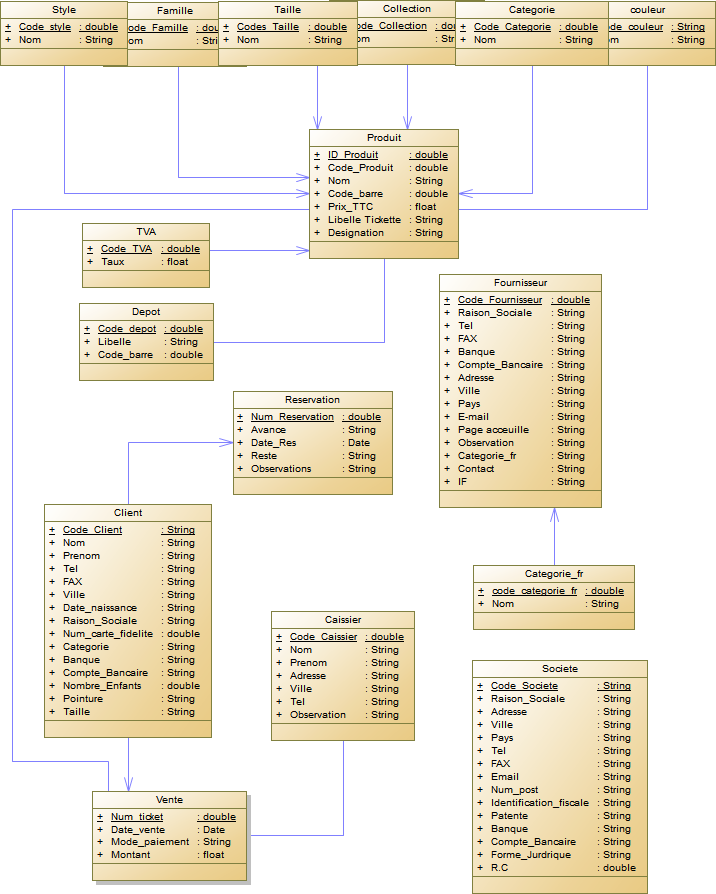 Style
+ Code_style : double
+ Nom : String
Famille
Code_Famille : double
Nom : Stri
Taille
+ Codes_Taille : double
+ Nom : String
Collection
Code_Collection : double
om : Str
Categorie
+ Code_Categorie : double
+ Nom : String
couleur
code_couleur : String
om : String
Produit
+ ID_Produit : double
+ Code_Produit : double
+ Nom : String
+ Code_barre : double
+ Prix_TTC : float
+ Libelle Tickette : String
+ Designation : String
TVA
+ Code_TVA : double
+ Taux : float
Depot
+ Code_depot : double
+ Libelle : String
+ Code_barre : double
Fournisseur
+ Code_Fournisseur : double
+ Raison_Sociale : String
+ Tel : String
+ FAX : String
+ Banque : String
+ Compte_Bancaire : String
+ Adresse : String
+ Ville : String
+ Pays : String
+ E-mail : String
+ Page acceuille : String
+ Observation : String
+ Categorie_fr : String
+ Contact : String
+ IF : String
Reservation
+ Num_Reservation : double
+ Avance : String
+ Date_Res : Date
+ Reste : String
+ Observations : String
Client
+ Code_Client : String
+ Nom : String
+ Prenom : String
+ Tel : String
+ FAX : String
+ Ville : String
+ Date_naissance : String
+ Raison_Sociale : String
+ Num_carte_fidelite : double
+ Categorie : String
+ Banque : String
+ Compte_Bancaire : String
+ Nombre_Enfants : double
+ Pointure : String
+ Taille : String
Categorie_fr
+ code_categorie_fr : double
+ Nom : String
Caissier
+ Code_Caissier : double
+ Nom : String
+ Prenom : String
+ Adresse : String
+ Ville : String
+ Tel : String
+ Observation : String
Societe
+ Code_Societe : String
+ Raison_Sociale : String
+ Adresse : String
+ Ville : String
+ Pays : String
+ Tel : String
+ FAX : String
+ Email : String
+ Num_post : String
+ Identification_fiscale : String
+ Patente : String
+ Banque : String
+ Compte_Bancaire : String
+ Forme_Jurdrique : String
+ R.C : double
Vente
+ Num_ticket : double
+ Date_vente : Date
+ Mode_paiement : String
+ Montant : float